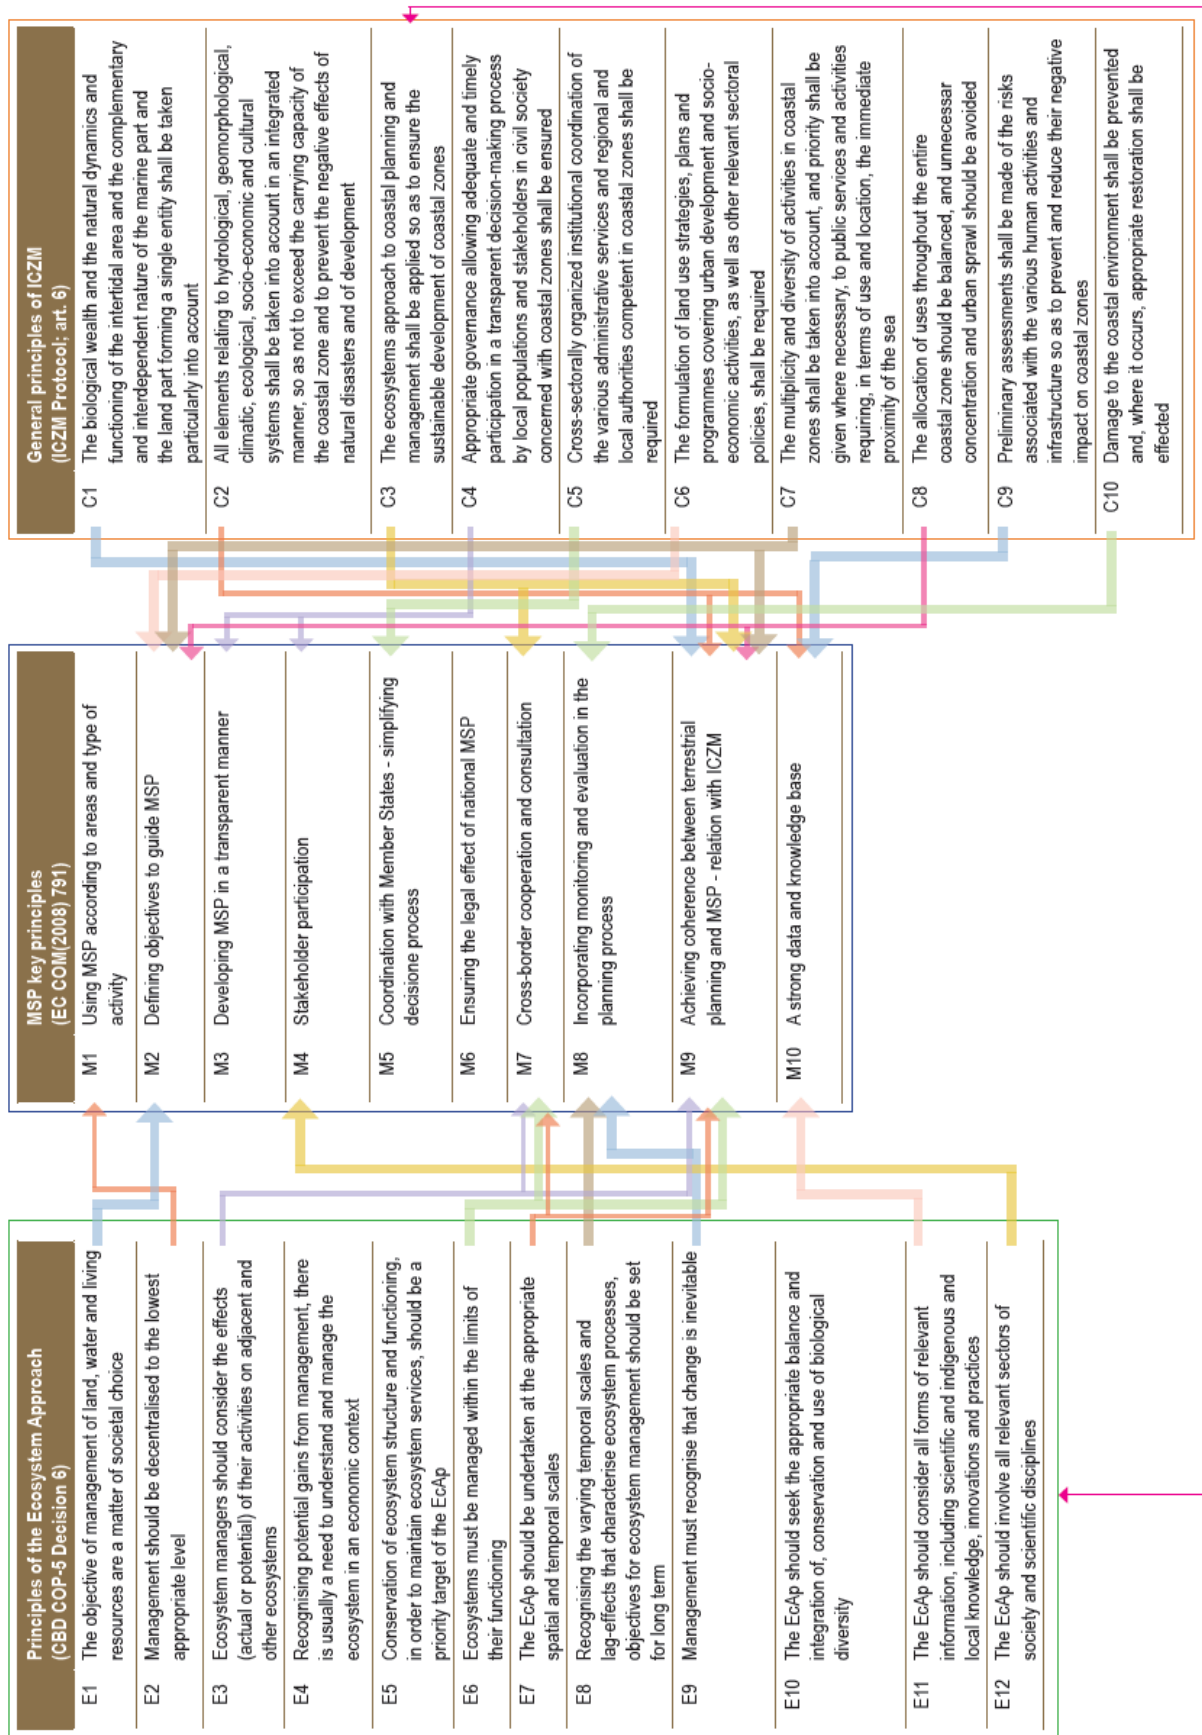 Principles of the Ecosystem Approach
(CBD COP-5 Decision 6)
E1 The objective of management of land, water and living
resources are a matter of societal choice
E2 Management should be decentralised to the lowest
appropriate level
E3 Ecosystem managers should consider the effects
(actual or potential) of their activities on adjacent and
other ecosystems
E4 Recognising potential gains from management, there
is usually a need to understand and manage the
ecosystem in an economic context
E5 Conservation of ecosystem structure and functioning,
in order to maintain ecosystem services, should be a
priority target of the EcAp
E6 Ecosystems must be managed within the limits of
their functioning
E7 The EcAp should be undertaken at the appropriate
spatial and temporal scales
E8 Recognising the varying temporal scales and
lag-effects that characterise ecosystem processes,
objectives for ecosystem management should be set
for long term
E9 Management must recognise that change is inevitable
E10 The EcAp should seek the appropriate balance and
integration of, conservation and use of biological
diversity
E11 The EcAp should consider all forms of relevant
information, including scientific and indigenous and
local knowledge, innovations and practices
E12 The EcAp should involve all relevant sectors of
society and scientific disciplines
MSP key principles
(EC COM(2008) 791)
M1 Using MSP according to areas and type of
activity
M2 Defining objectives to guide MSP
M3 Developing MSP in a transparent manner
M4 Stakeholder participation
M5 Coordination with Member States - simplifying
decisione process
M6 Ensuring the legal effect of national MSP
M7 Cross-border cooperation and consultation
M8 Incorporating monitoring and evaluation in the
planning process
M9 Achieving coherence between terrestrial
planning and MSP - relation with ICZM
M10 A strong data and knowledge base
General principles of ICZM
(ICZM Protocol; art. 6)
C1 The biological wealth and the natural dynamics and
functioning of the intertidal area and the complementary
and interdependent nature of the marine part and
the land part forming a single entity shall be taken
particularly into account
C2 All elements relating to hydrological, geomorphological,
climatic, ecological, socio-economic and cultural
systems shall be taken into account in an integrated
manner, so as not to exceed the carrying capacity of
the coastal zone and to prevent the negative effects of
natural disasters and of development
C3 The ecosystems approach to coastal planning and
management shall be applied so as to ensure the
sustainable development of coastal zones
C4 Appropriate governance allowing adequate and timely
participation in a transparent decision-making process
by local populations and stakeholders in civil society
concerned with coastal zones shall be ensured
C5 Cross-sectorally organized institutional coordination of
the various administrative services and regional and
local authorities competent in coastal zones shall be
required
C6 The formulation of land use strategies, plans and
programmes covering urban development and socio-
economic activities, as well as other relevant sectoral
policies, shall be required
C7 The multiplicity and diversity of activities in coastal
zones shall be taken into account, and priority shall be
given where necessary, to public services and activities
requiring, in terms of use and location, the immediate
proximity of the sea
C8 The allocation of uses throughout the entire
coastal zone should be balanced, and unnecessar
concentration and urban sprawl should be avoided
C9 Preliminary assessments shall be made of the risks
associated with the various human activities and
infrastructure so as to prevent and reduce their negative
impact on coastal zones
C10 Damage to the coastal environment shall be prevented
and, where it occurs, appropriate restoration shall be
effected